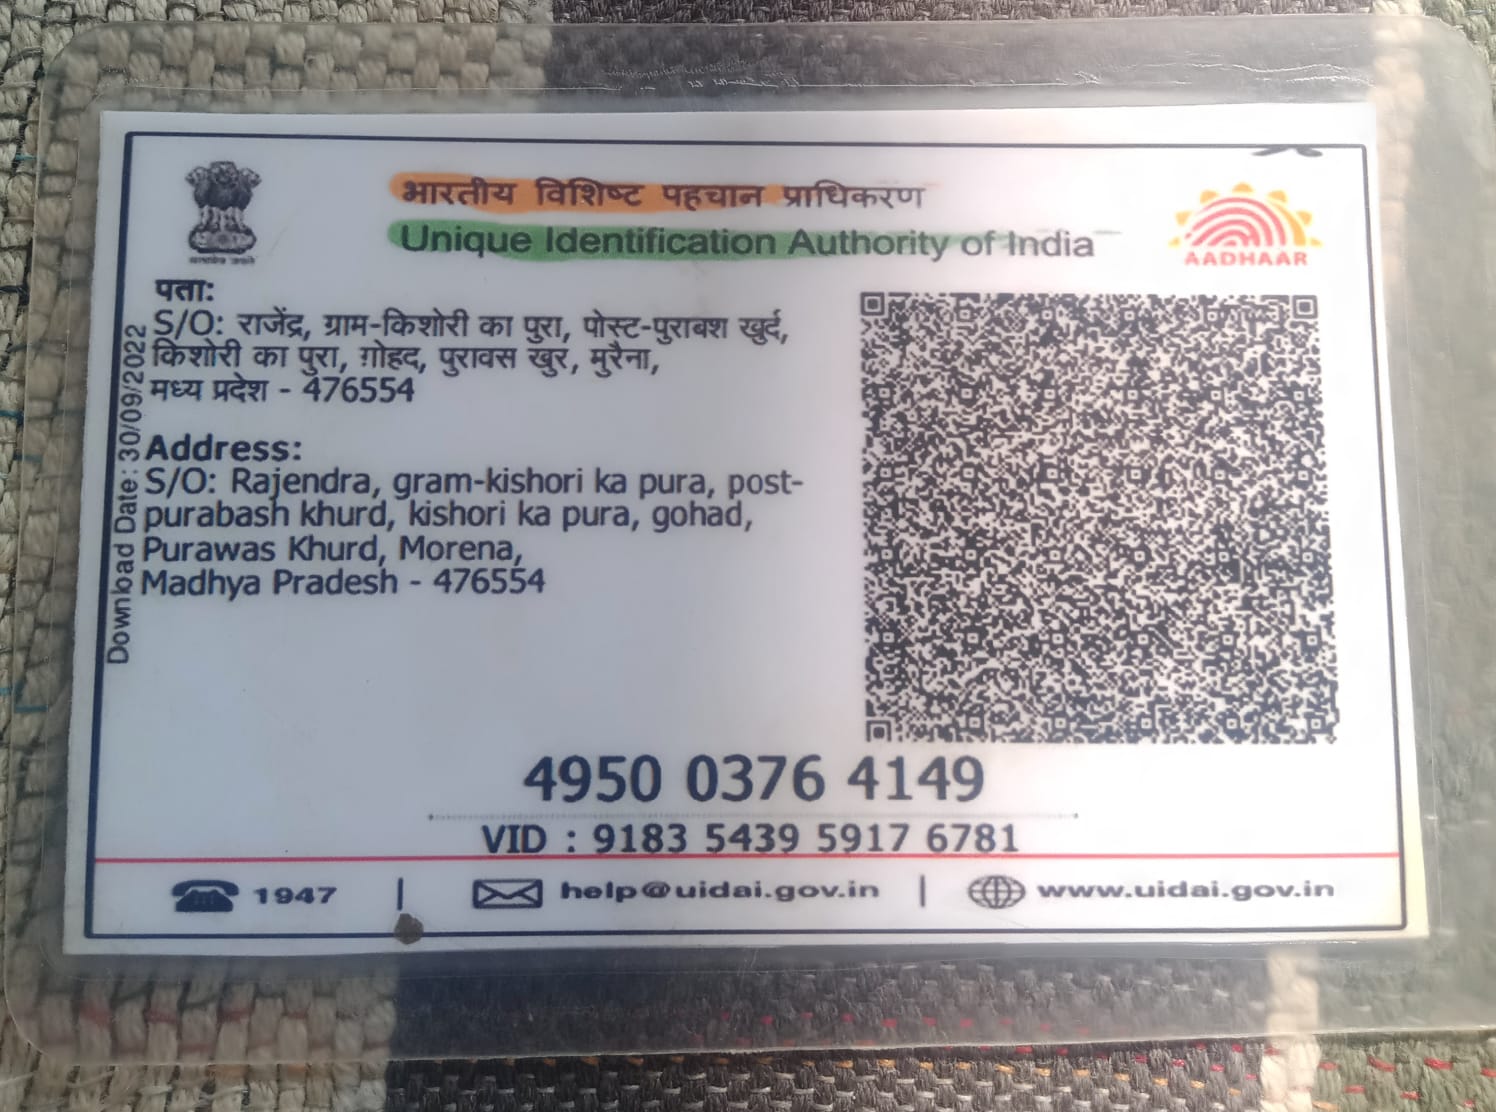 भारतीय विशिष्ट पहचान प्राधिकरण
Unique Identification Authority of India
AADHAAR
पता:
S/O: राजेंद्र, ग्राम-किशोरी का पुरा, पोस्ट-पुराबश खुर्द,
किशोरी का पुरा, ग़ोहद, पुरावस खुर, मुरैना,
मध्य प्रदेश - 476554
Address:
S/O: Rajendra, gram-kishori ka pura, post-
purabash khurd, kishori ka pura, gohad,
Purawas Khurd, Morena,
Madhya Pradesh - 476554
Download Date: 30/09/2022
4950 0376 4149
VID : 9183 5439 5917 6781
1947 | help@uidai.gov.in | www.uidai.gov.in